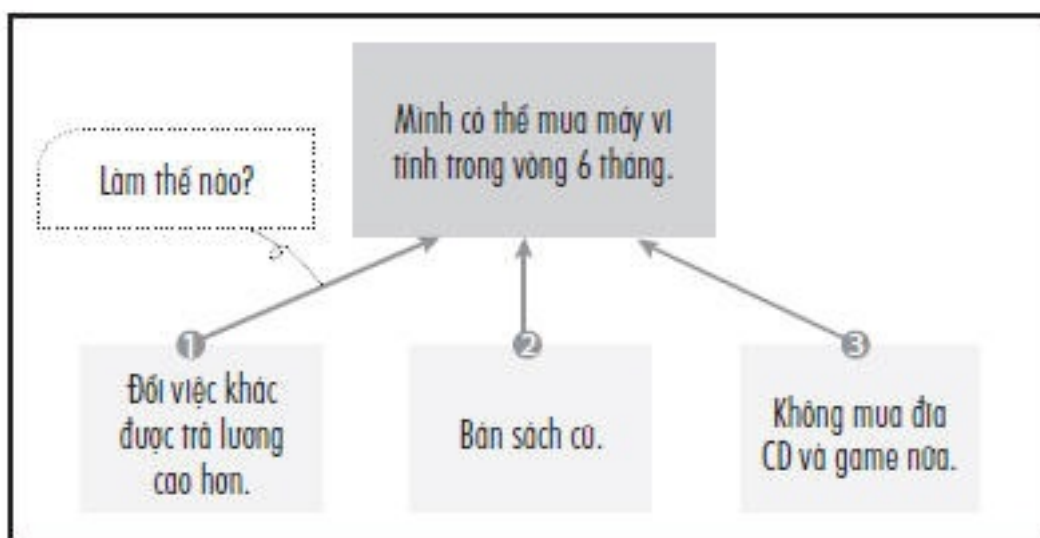 Mình có thể mua máy vi
tính trong vòng 6 tháng.
Làm thế nào?
1
2
3
Đổi việc khác
được trả lương
cao hơn.
Bán sách cũ.
Không mua đĩa
CD và game nữa.